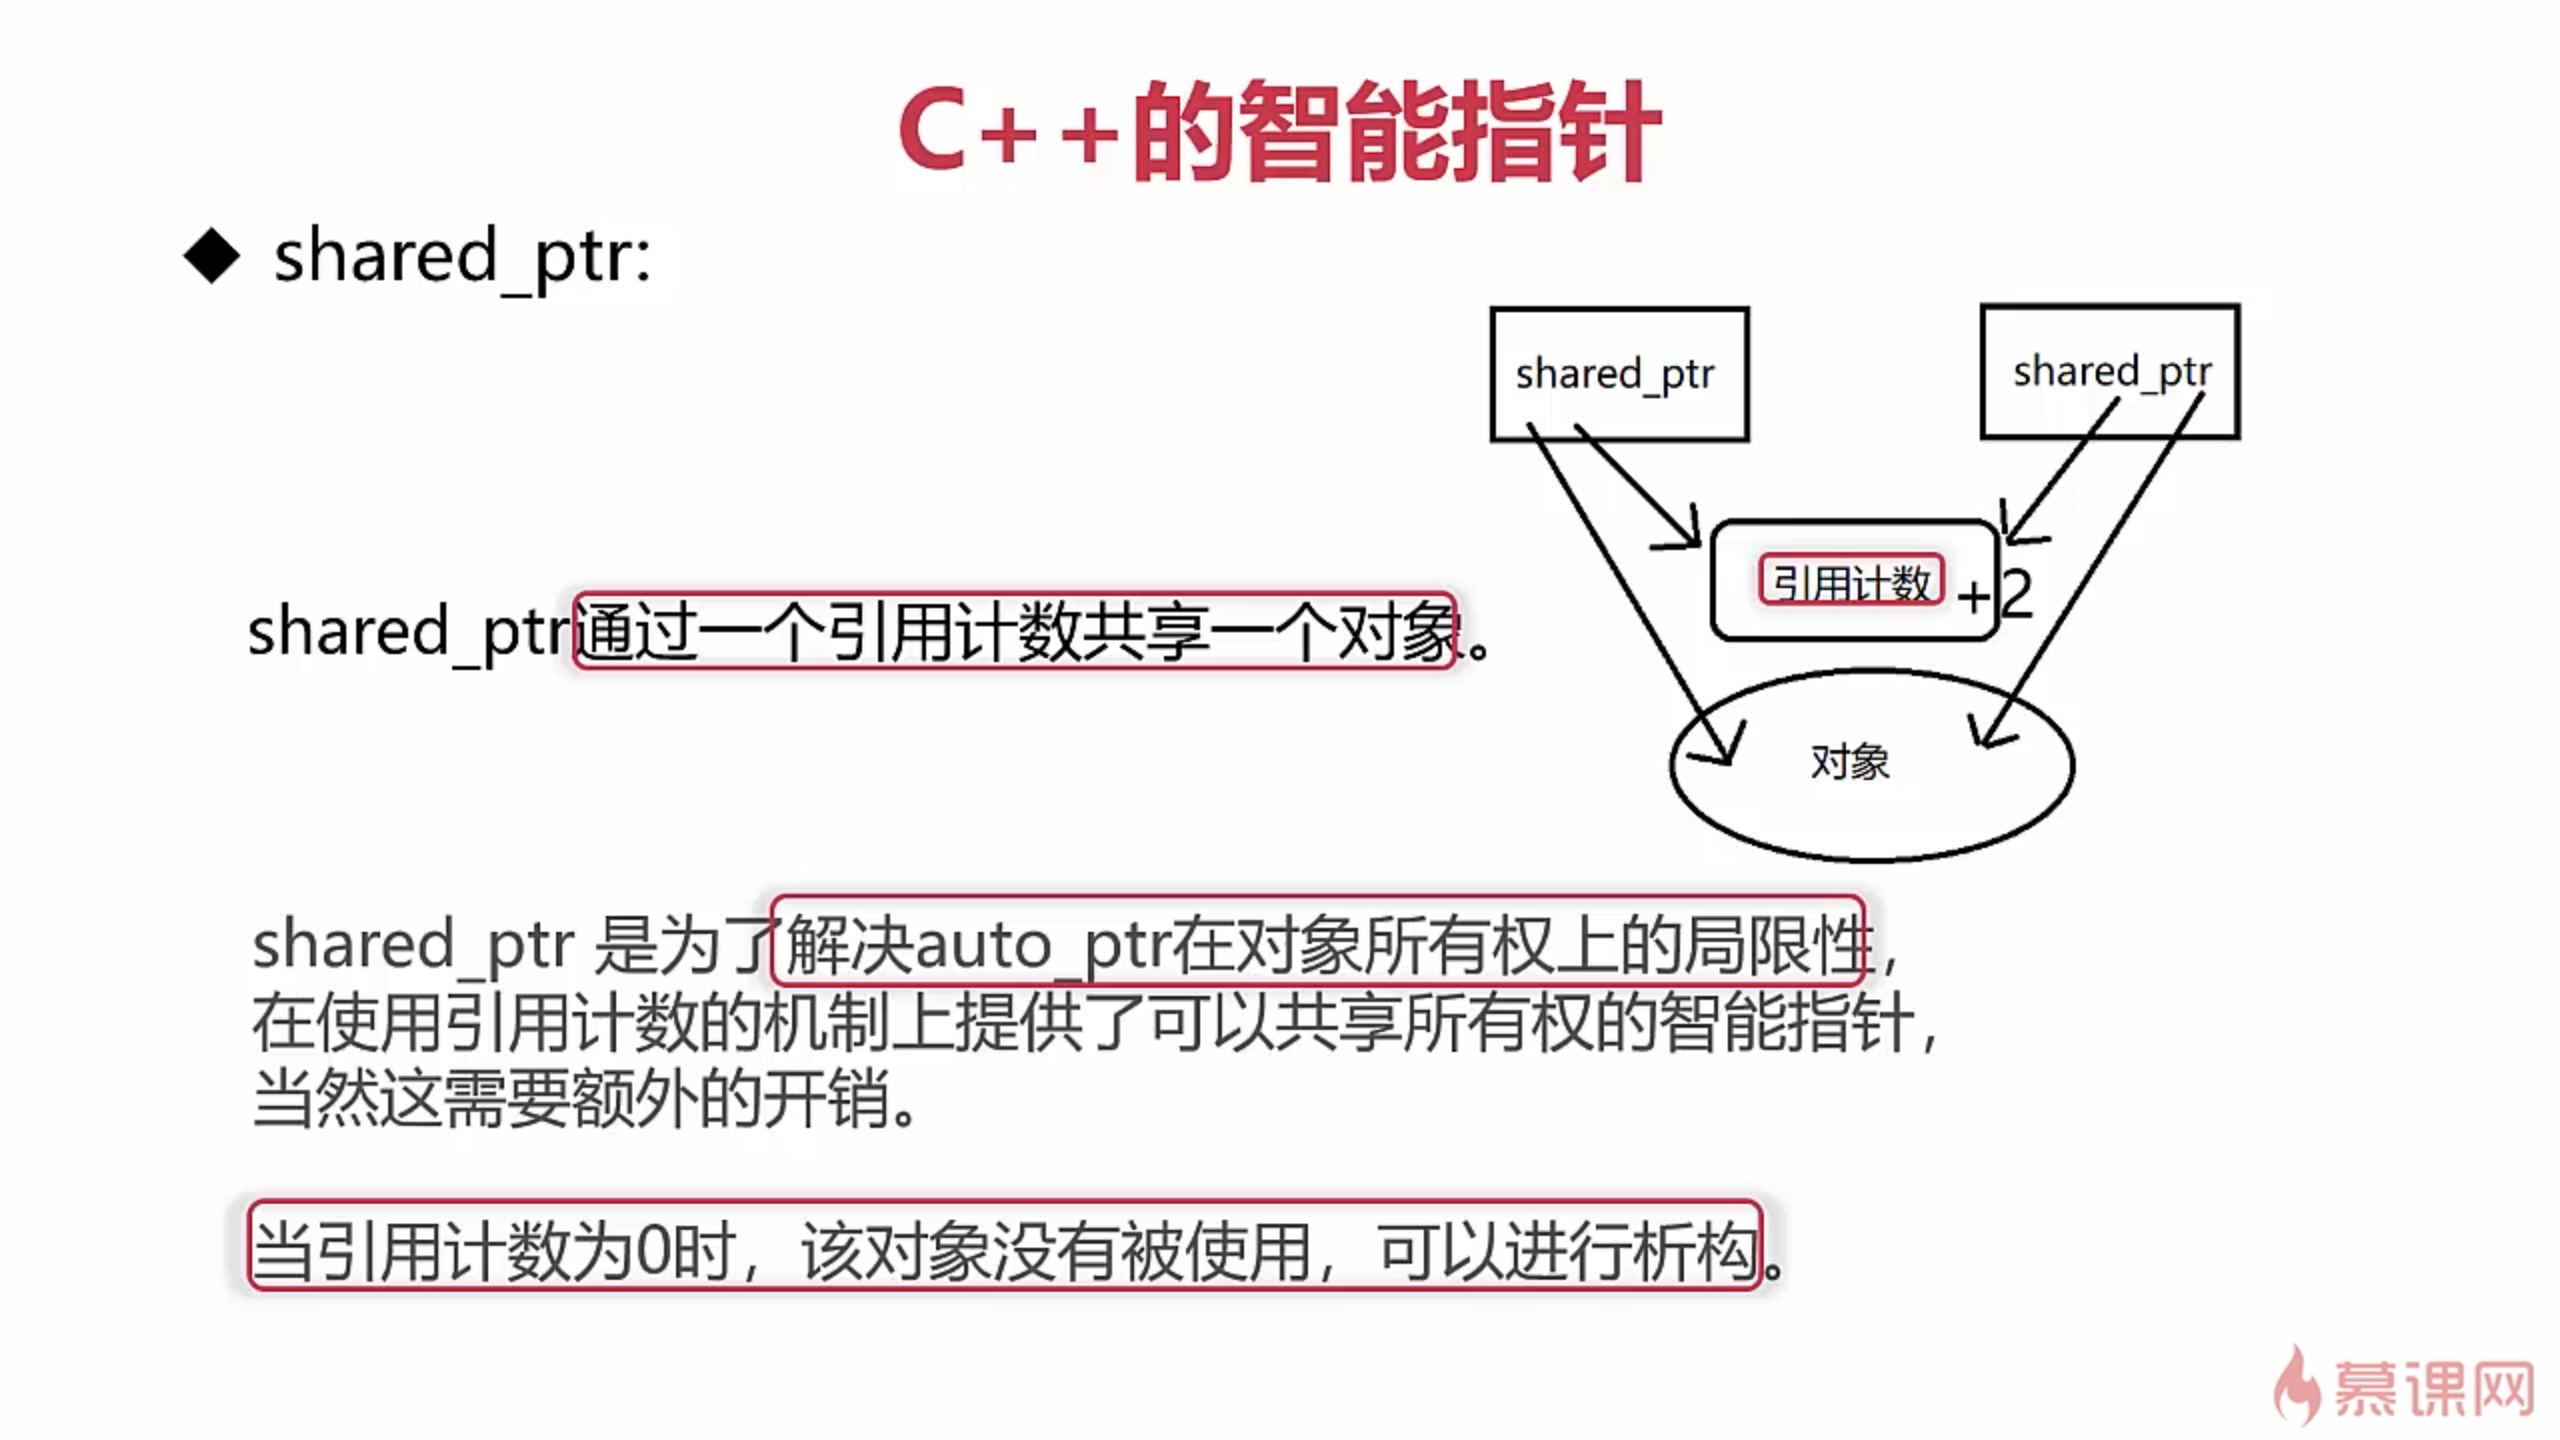 C++的智能指针
◆ shared_ptr:
shared_ptr
shared_ptr
引用计数 +2
shared_ptr通过一个引用计数共享一个对象。
对象
shared_ptr 是为了解决auto_ptr在对象所有权上的局限性，
在使用引用计数的机制上提供了可以共享所有权的智能指针，
当然这需要额外的开销。
当引用计数为0时，该对象没有被使用，可以进行析构。
慕课网